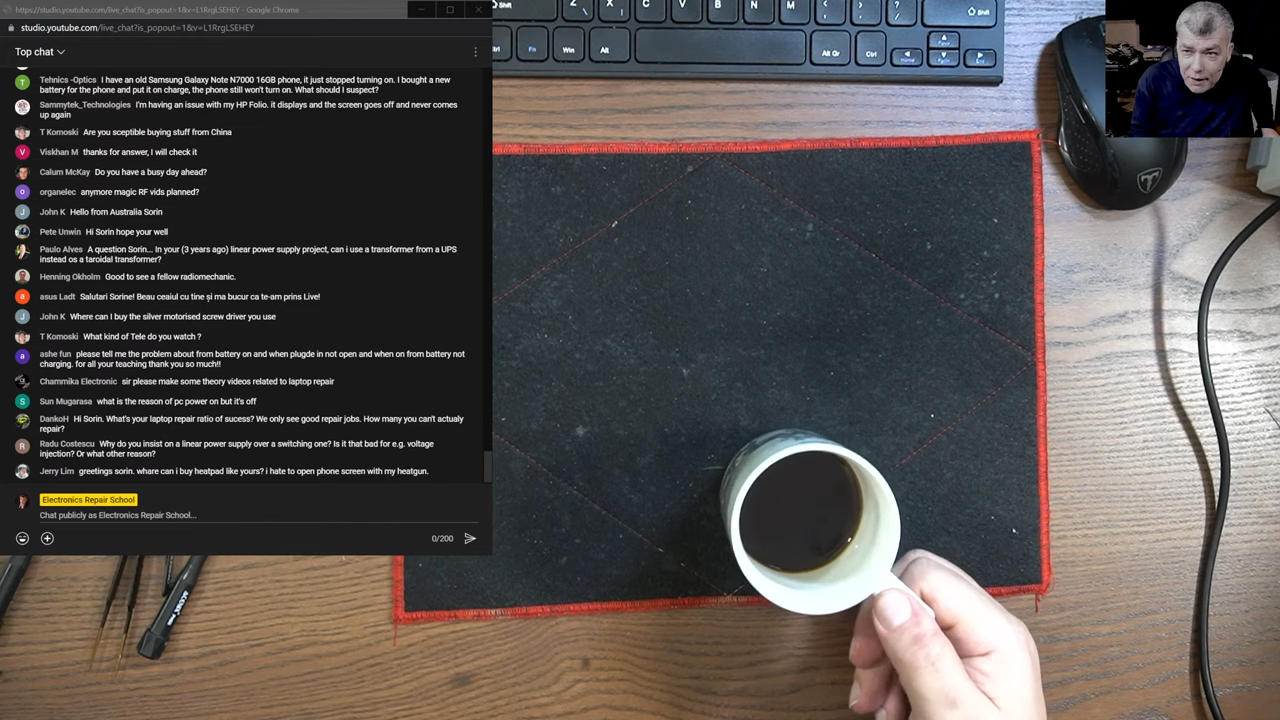 https://studio.youtube.com/live_chat?is_popout=1&v=L1RrgLSEHEY - Google Chrome
studio.youtube.com/live_chat?is_popout=1&v=L1RrgLSEHEY
Top chat
T Tehnics -Optics I have an old Samsung Galaxy Note N7000 16GB phone, it just stopped turning on. I bought a new
battery for the phone and put it on charge, the phone still won't turn on. What should I suspect?
Sammytek_Technologies I'm having an issue with my HP Folio. it displays and the screen goes off and never comes
up again
T Komoski Are you sceptible buying stuff from China
V Viskhan M thanks for answer, I will check it
Calum McKay Do you have a busy day ahead?
o organelec anymore magic RF vids planned?
J John K Hello from Australia Sorin
Pete Unwin Hi Sorin hope your well
Paulo Alves A question Sorin... In your (3 years ago) linear power supply project, can i use a transformer from a UPS
instead os a taroidal transformer?
Henning Okholm Good to see a fellow radiomechanic.
a asus Ladt Salutari Sorine! Beau ceaiul cu tine și ma bucur ca te-am prins Live!
J John K Where can I buy the silver motorised screw driver you use
T Komoski What kind of Tele do you watch ?
a ashe fun please tell me the problem about from battery on and when plugde in not open and when on from battery not
charging. for all your teaching thank you so much!!
Chammika Electronic sir please make some theory videos related to laptop repair
S Sun Mugarasa what is the reason of pc power on but it's off
DankoH Hi Sorin. What's your laptop repair ratio of sucess? We only see good repair jobs. How many you can't actualy
repair?
R Radu Costescu Why do you insist on a linear power supply over a switching one? Is it that bad for e.g. voltage
injection? Or what other reason?
Jerry Lim greetings sorin. whare can i buy heatpad like yours? i hate to open phone screen with my heatgun.
Electronics Repair School
Chat publicly as Electronics Repair School...
0/200
Shift Z X C V B N M Shift
Fn Win Alt Alt Gr Ctrl